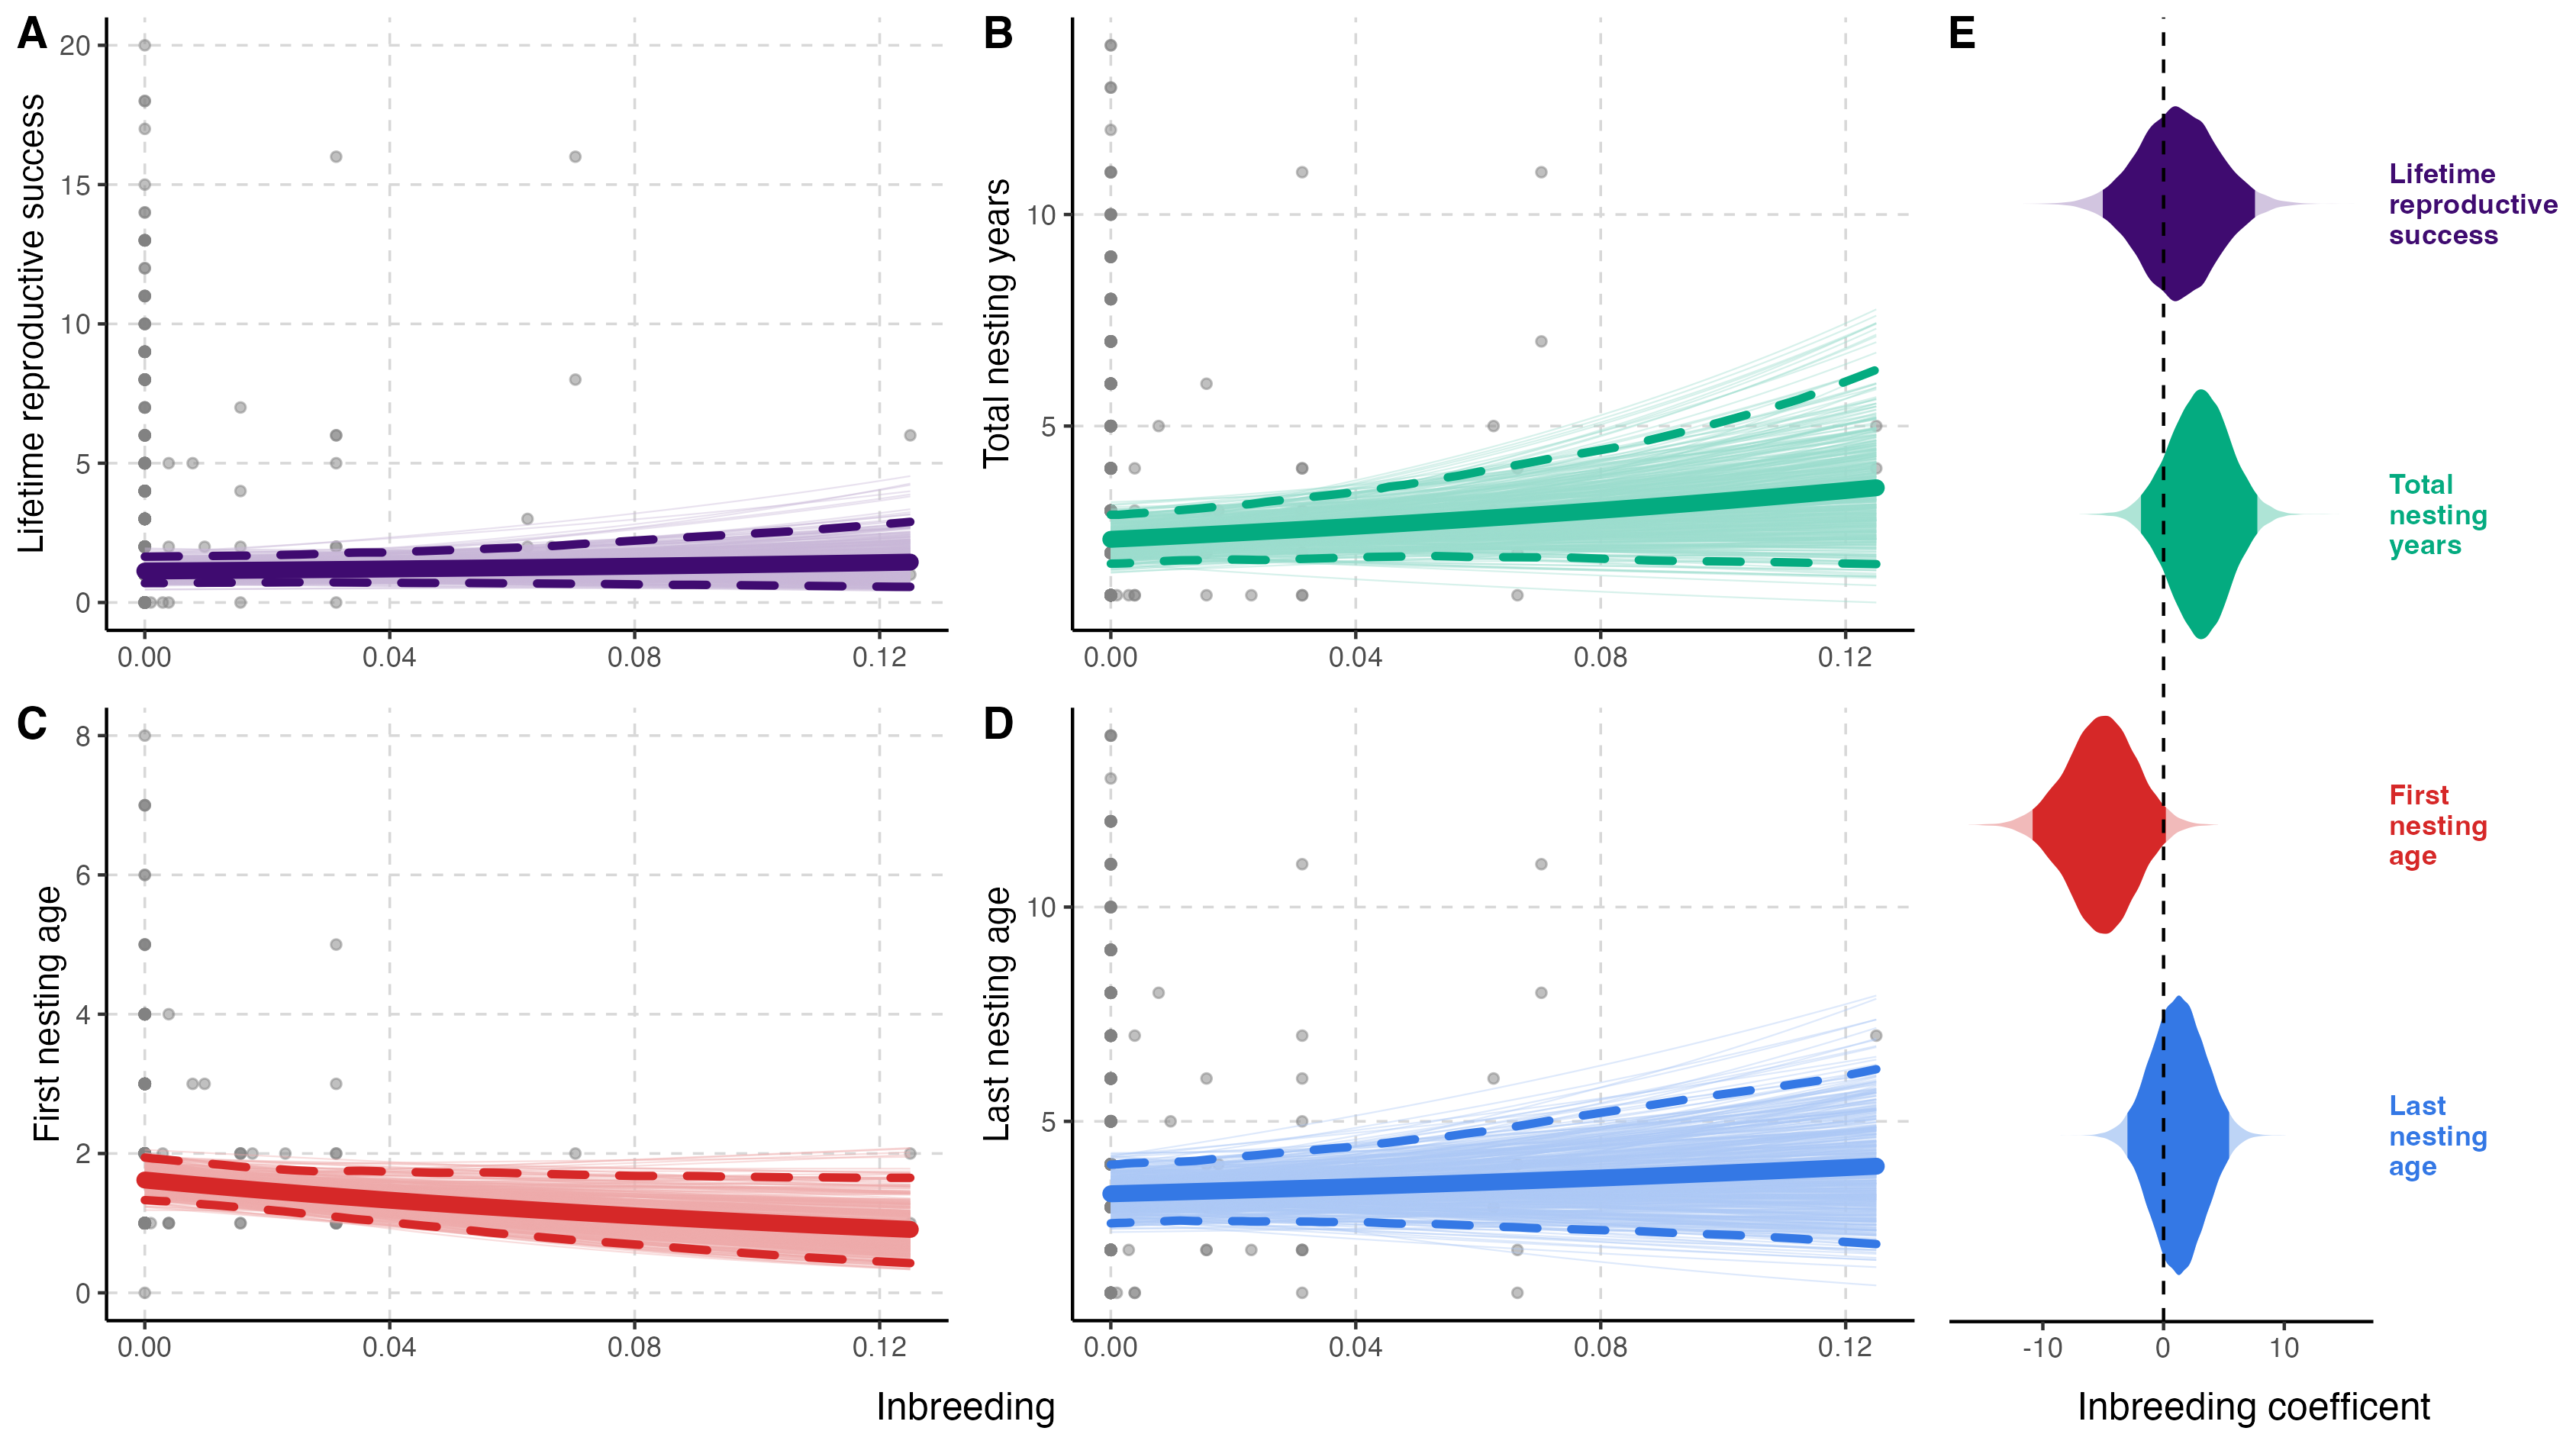 A
Lifetime reproductive success
20
15
10
5
0
0.00 0.04 0.08 0.12
B
Total nesting years
10
5
0.00 0.04 0.08 0.12
C
First nesting age
8
6
4
2
0
0.00 0.04 0.08 0.12
D
Last nesting age
10
5
0.00 0.04 0.08 0.12
Inbreeding
E
Lifetime
reproductive
success
Total
nesting
years
First
nesting
age
Last
nesting
age
-10 0 10
Inbreeding coefficent